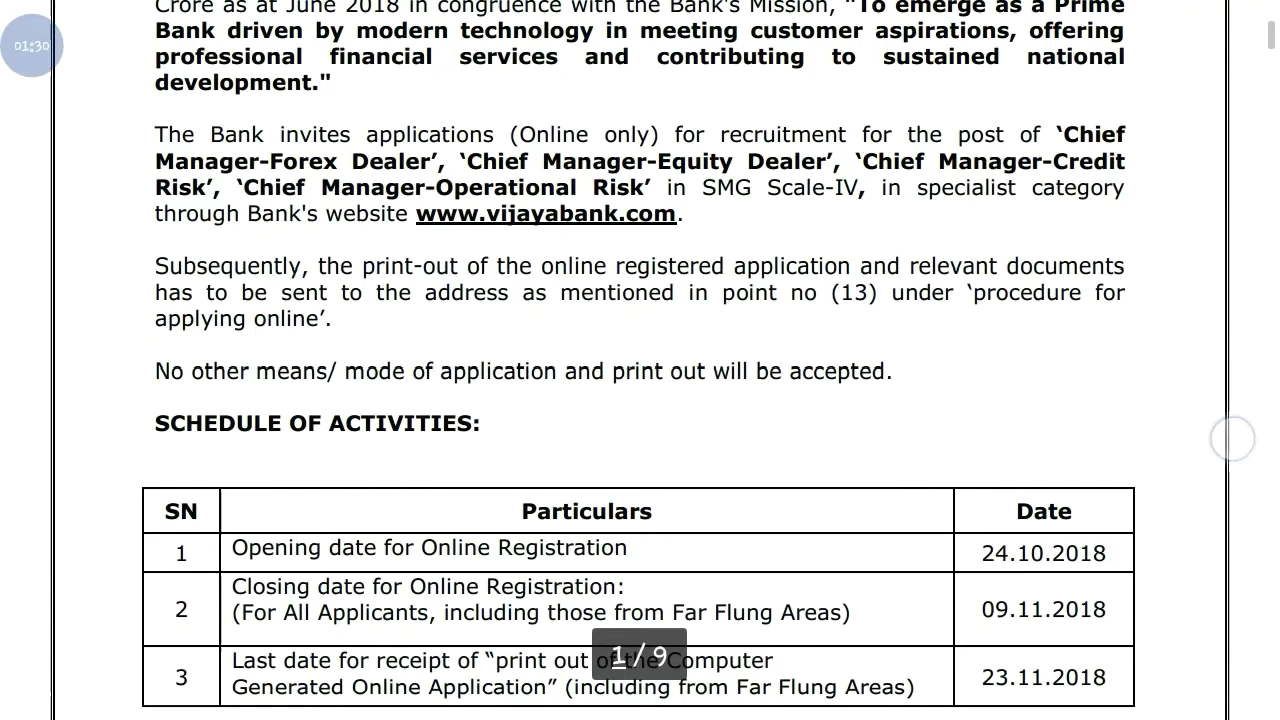 01:30
Crore as at June 2018 in congruence with the Bank's Mission, "To emerge as a Prime
Bank driven by modern technology in meeting customer aspirations, offering
professional financial services and contributing to sustained national
development."
The Bank invites applications (Online only) for recruitment for the post of ‘Chief
Manager-Forex Dealer’, ‘Chief Manager-Equity Dealer’, ‘Chief Manager-Credit
Risk’, ‘Chief Manager-Operational Risk’ in SMG Scale-IV, in specialist category
through Bank's website www.vijayabank.com.
Subsequently, the print-out of the online registered application and relevant documents
has to be sent to the address as mentioned in point no (13) under ‘procedure for
applying online’.
No other means/ mode of application and print out will be accepted.
SCHEDULE OF ACTIVITIES:
SN Particulars Date
1 Opening date for Online Registration 24.10.2018
Closing date for Online Registration:
2 (For All Applicants, including those from Far Flung Areas) 09.11.2018
1 / 9
Last date for receipt of “print out of the Computer
3 Generated Online Application” (including from Far Flung Areas) 23.11.2018